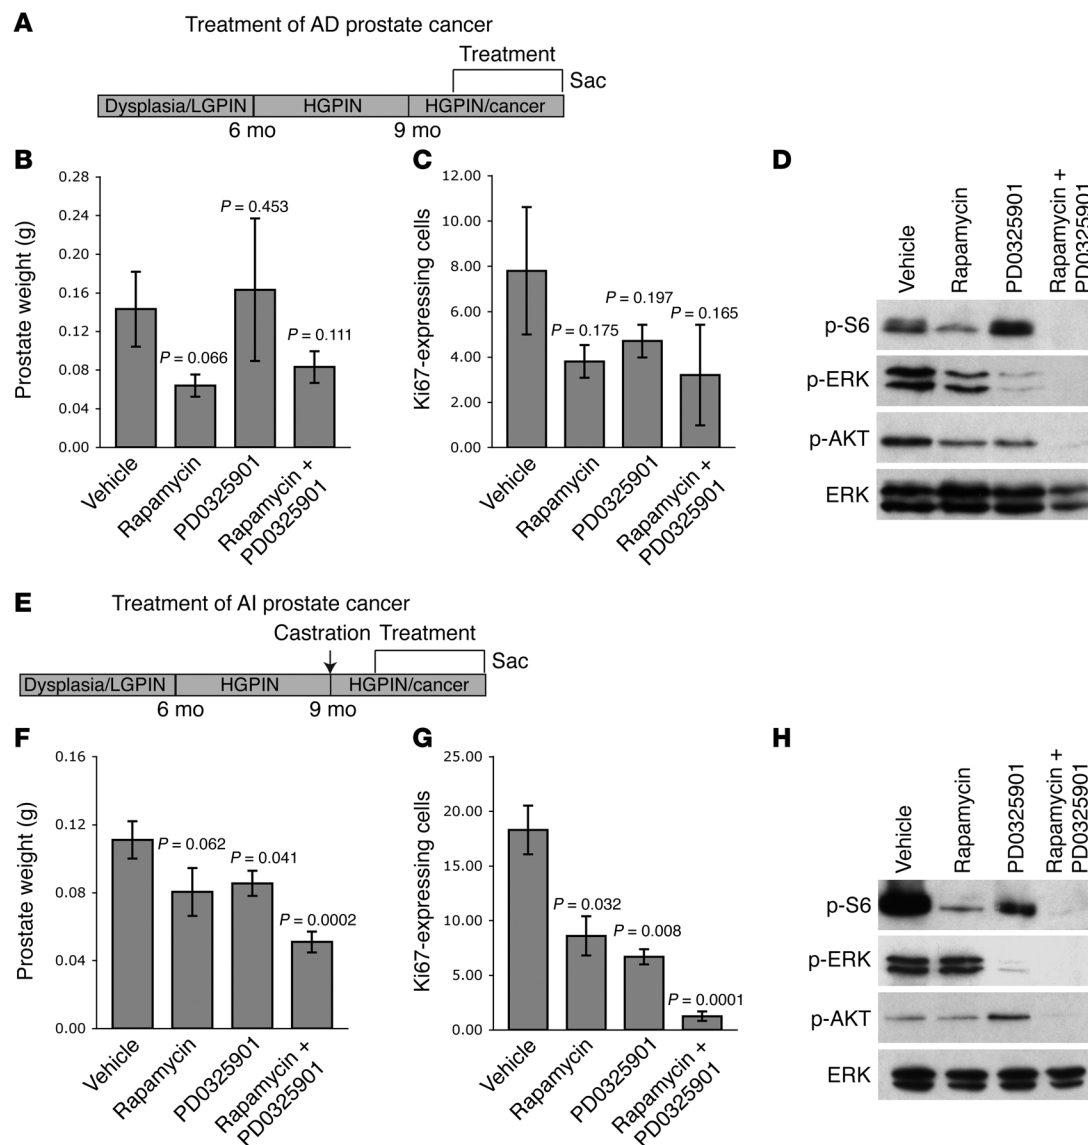 A
Treatment of AD prostate cancer
Treatment
Sac
Dysplasia/LGPIN HGPIN HGPIN/cancer
6 mo 9 mo
B
Prostate weight (g)
0.28
0.24
0.20
0.16
0.12
0.08
0.04
0.00
P = 0.066
P = 0.453
P = 0.111
Vehicle
Rapamycin
PD0325901
Rapamycin +
PD0325901
C
Ki67-expressing cells
12.00
10.00
8.00
6.00
4.00
2.00
0.00
P = 0.175
P = 0.197
P = 0.165
Vehicle
Rapamycin
PD0325901
Rapamycin +
PD0325901
D
Vehicle
Rapamycin
PD0325901
Rapamycin +
PD0325901
p-S6
p-ERK
p-AKT
ERK
E
Treatment of AI prostate cancer
Castration Treatment
Sac
Dysplasia/LGPIN HGPIN HGPIN/cancer
6 mo 9 mo
F
Prostate weight (g)
0.16
0.12
0.08
0.04
0.00
P = 0.062
P = 0.041
P = 0.0002
Vehicle
Rapamycin
PD0325901
Rapamycin +
PD0325901
G
Ki67-expressing cells
25.00
20.00
15.00
10.00
5.00
0.00
P = 0.032
P = 0.008
P = 0.0001
Vehicle
Rapamycin
PD0325901
Rapamycin +
PD0325901
H
Vehicle
Rapamycin
PD0325901
Rapamycin +
PD0325901
p-S6
p-ERK
p-AKT
ERK